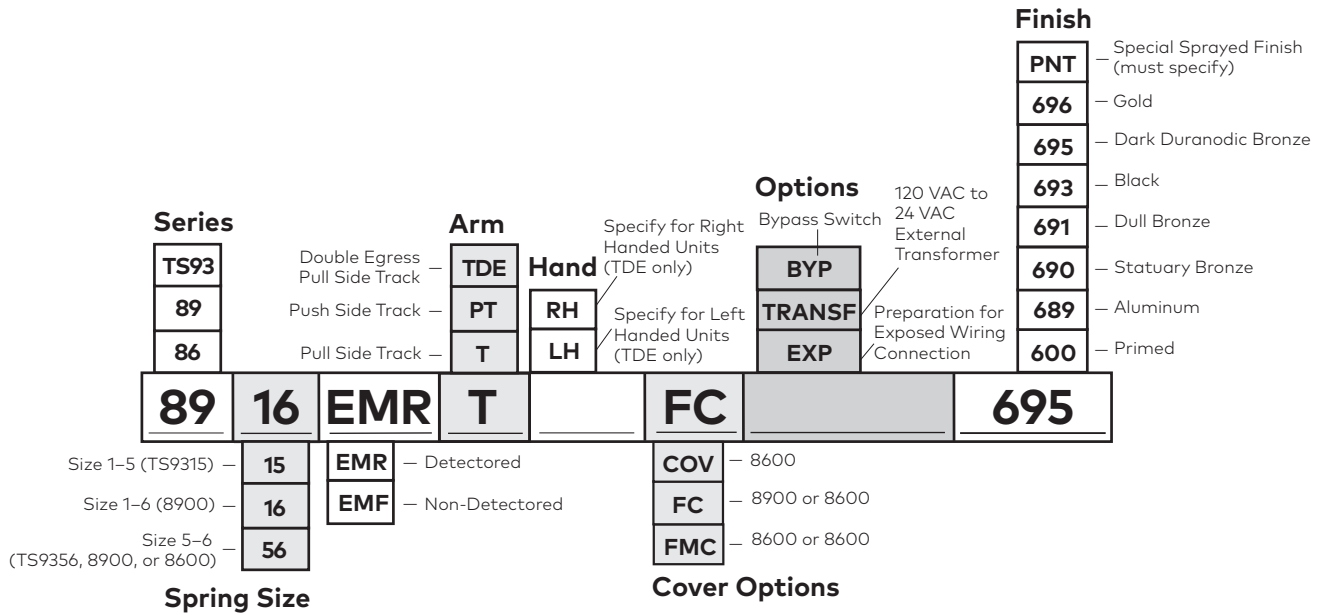 Finish
PNT
Special Sprayed Finish
(must specify)
696
Gold
695
Dark Duranodic Bronze
693
Black
691
Dull Bronze
690
Statuary Bronze
689
Aluminum
600
Primed
Series
TS93
89
86
Arm
Double Egress
Pull Side Track
TDE
Push Side Track
PT
Pull Side Track
T
Hand
RH
LH
Specify for Right
Handed Units
(TDE only)
Specify for Left
Handed Units
(TDE only)
Options
Bypass Switch
BYP
TRANSF
EXP
120 VAC to
24 VAC
External
Transformer
Preparation for
Exposed Wiring
Connection
89 16 EMR T FC 695
Size 1–5 (TS9315)
15
Size 1–6 (8900)
16
Size 5–6
(TS9356, 8900, or 8600)
56
Spring Size
EMR
Detectored
EMF
Non-Detectored
COV
8600
FC
8900 or 8600
FMC
8600 or 8600
Cover Options